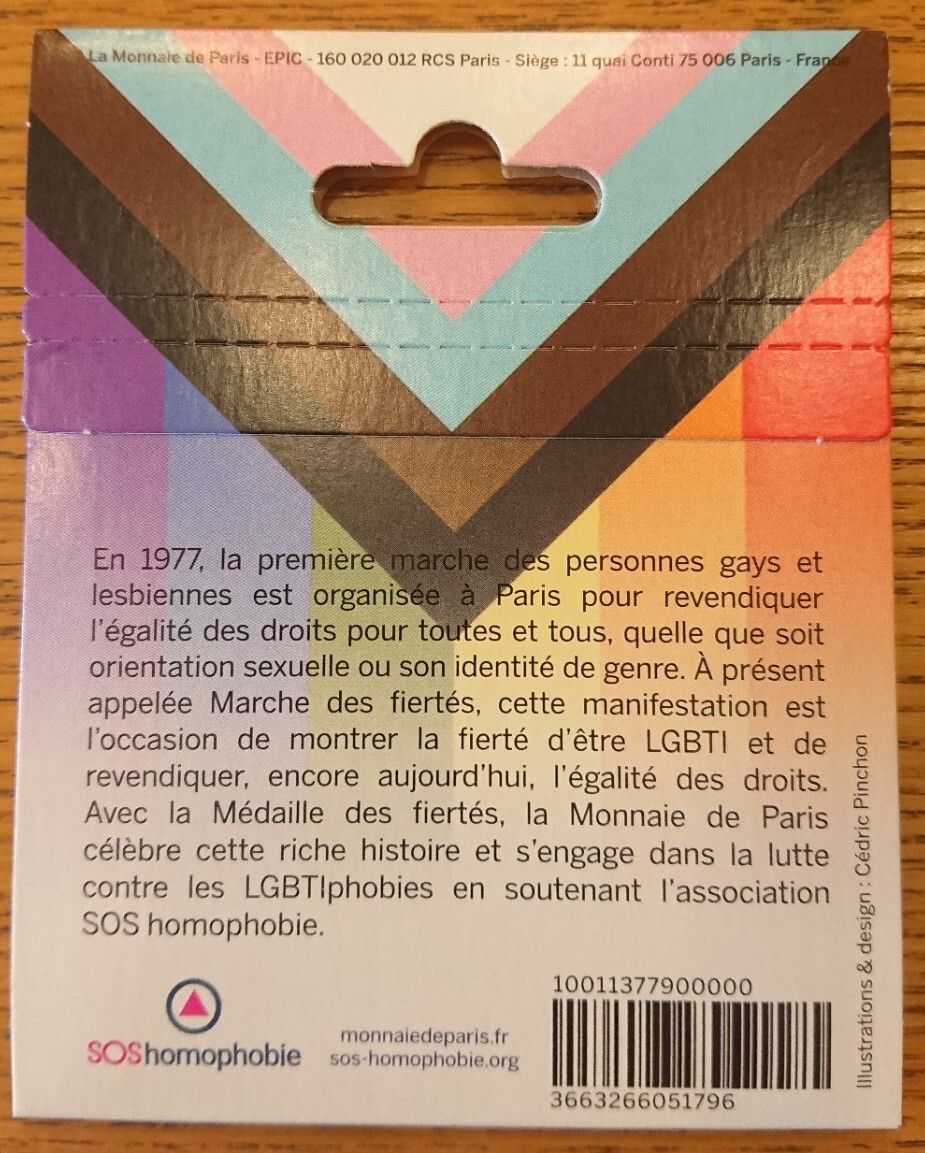 La Monnaie de Paris - EPIC - 160 020 012 RCS Paris - Siège : 11 quai Conti 75 006 Paris - France
En 1977, la première marche des personnes gays et
lesbiennes est organisée à Paris pour revendiquer
l'égalité des droits pour toutes et tous, quelle que soit
orientation sexuelle ou son identité de genre. À présent
appelée Marche des fiertés, cette manifestation est
l'occasion de montrer la fierté d'être LGBTI et de
revendiquer, encore aujourd'hui, l'égalité des droits.
Avec la Médaille des fiertés, la Monnaie de Paris
célèbre cette riche histoire et s'engage dans la lutte
contre les LGBTIphobies en soutenant l'association
SOS homophobie.
SOShomophobie
monnaiedeparis.fr
sos-homophobie.org
10011377900000
3663266051796
Illustrations & design : Cédric Pinchon